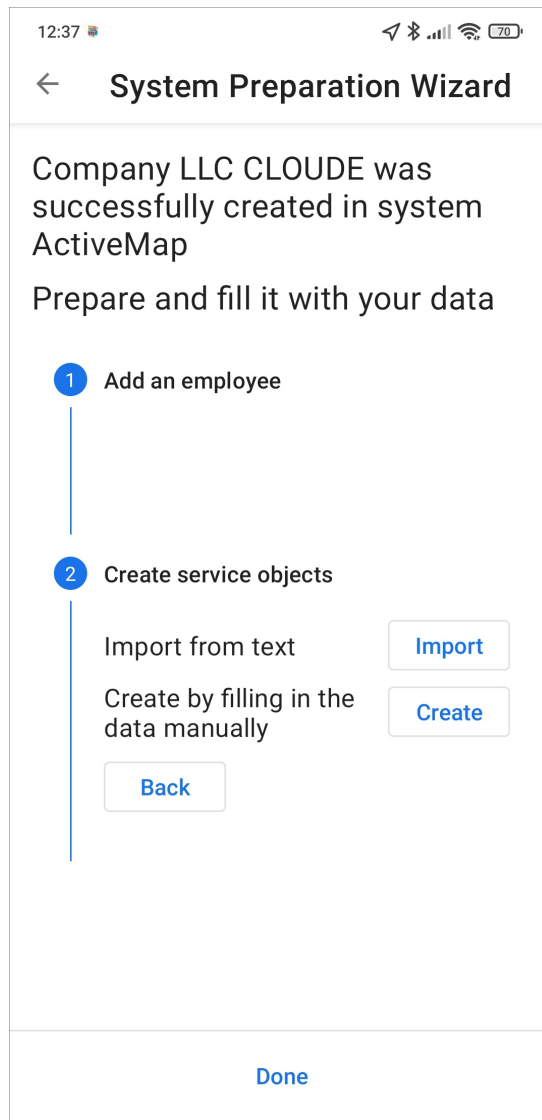 12:37
70
System Preparation Wizard
Company LLC CLOUDE was
successfully created in system
ActiveMap
Prepare and fill it with your data
1 Add an employee
2 Create service objects
Import from text Import
Create by filling in the
data manually
Create
Back
Done